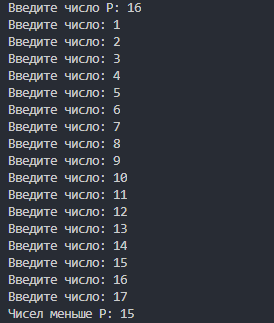 Введите число P: 16
Введите число: 1
Введите число: 2
Введите число: 3
Введите число: 4
Введите число: 5
Введите число: 6
Введите число: 7
Введите число: 8
Введите число: 9
Введите число: 10
Введите число: 11
Введите число: 12
Введите число: 13
Введите число: 14
Введите число: 15
Введите число: 16
Введите число: 17
Чисел меньше P: 15